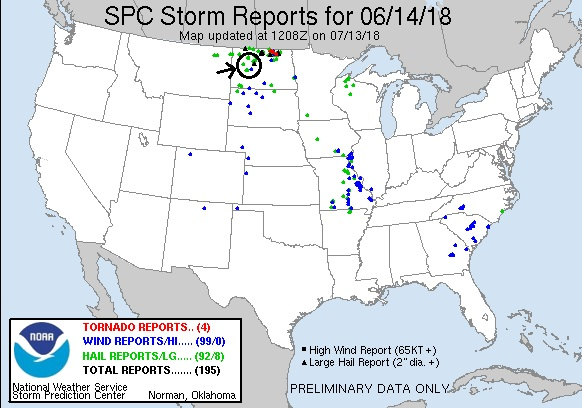 SPC Storm Reports for 06/14/18
Map updated at 1208Z on 07/13/18
NOAA
TORNADO REPORTS.. (4)
WIND REPORTS/HI..... (99/0)
HAIL REPORTS/LG..... (92/8)
TOTAL REPORTS....... (195)
National Weather Service
Storm Prediction Center Norman, Oklahoma
High Wind Report (65KT +)
Large Hail Report (2" dia. +)
PRELIMINARY DATA ONLY